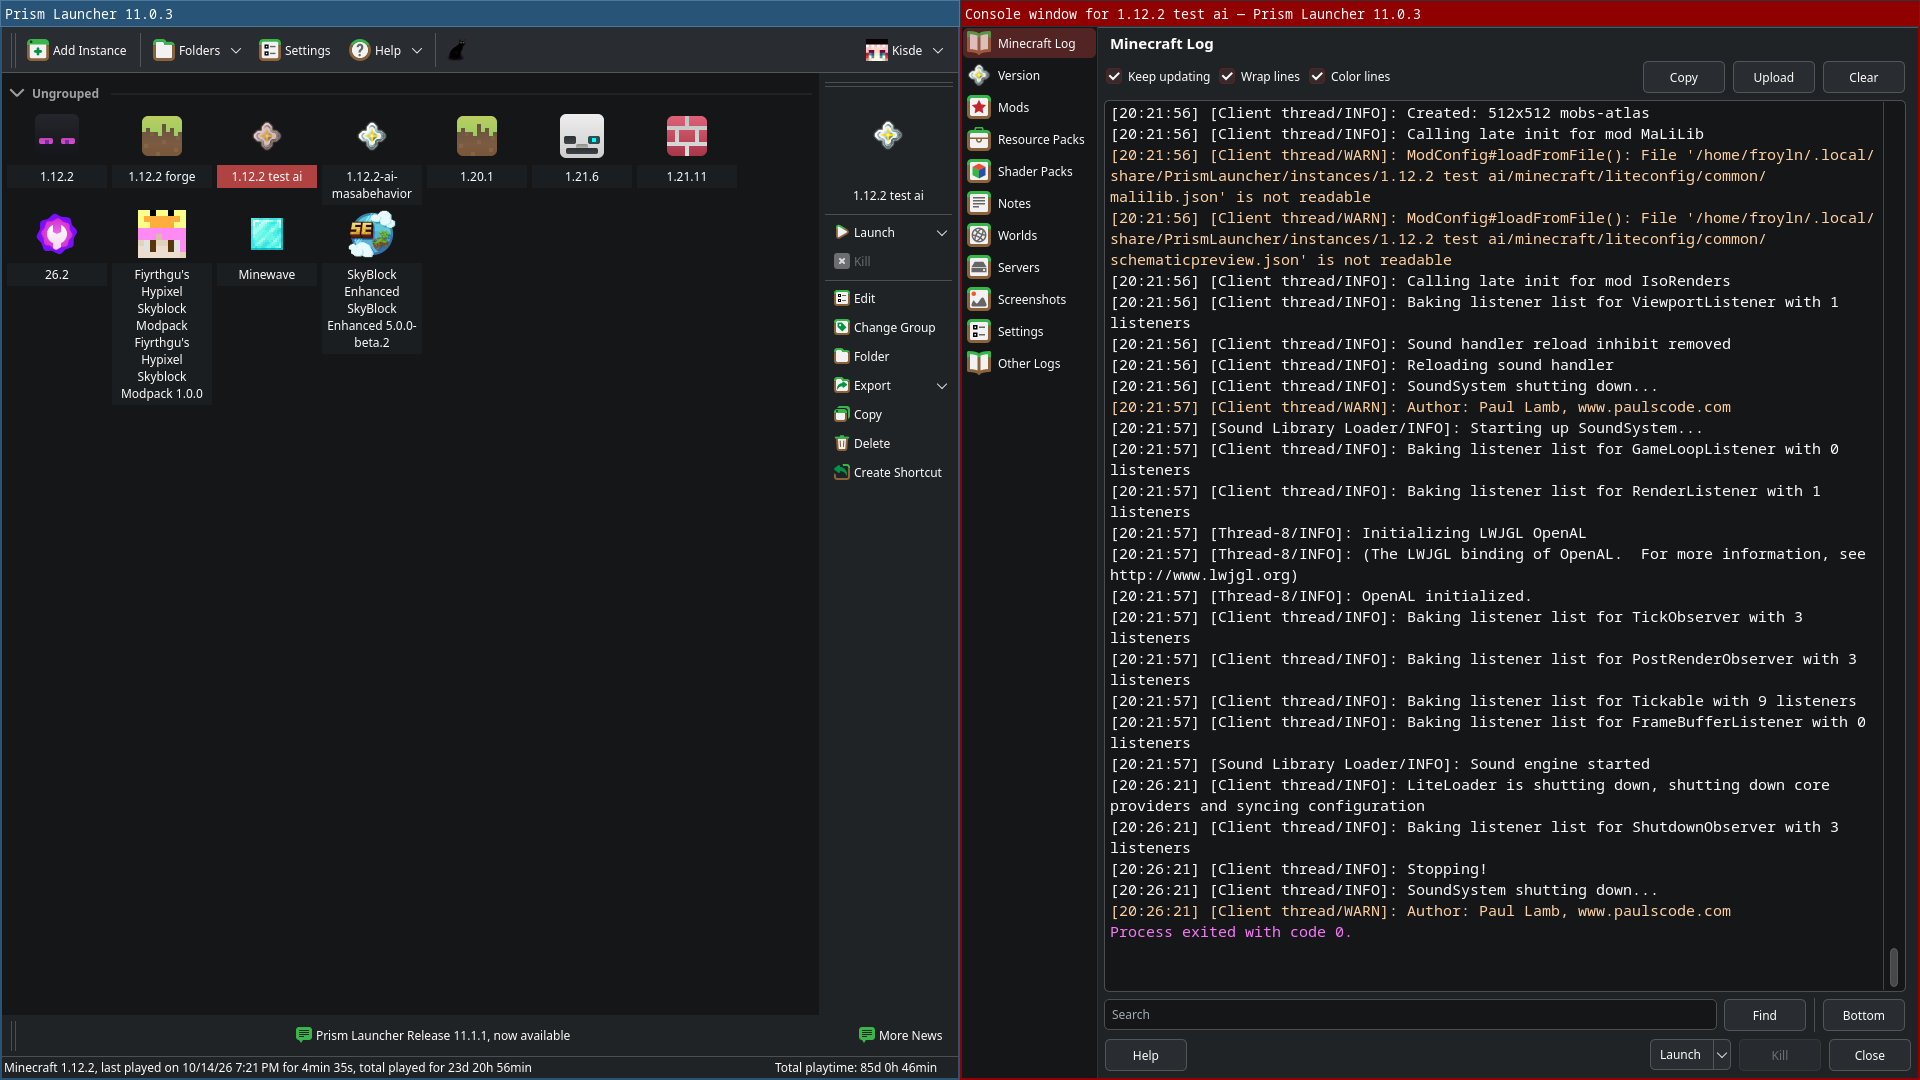 Prism Launcher 11.0.3
Add Instance
Folders
Settings
Help
Kisde
Ungrouped
1.12.2
1.12.2 forge
1.12.2 test ai
1.12.2-ai-
masabehavior
1.20.1
1.21.6
1.21.11
26.2
Fiyrthgu's
Hypixel
Skyblock
Modpack
Fiyrthgu's
Hypixel
Skyblock
Modpack 1.0.0
Minewave
SE
SkyBlock
Enhanced
SkyBlock
Enhanced 5.0.0-
beta.2
1.12.2 test ai
Launch
Kill
Edit
Change Group
Folder
Export
Copy
Delete
Create Shortcut
Prism Launcher Release 11.1.1, now available
More News
Minecraft 1.12.2, last played on 10/14/26 7:21 PM for 4min 35s, total played for 23d 20h 56min
Total playtime: 85d 0h 46min
Console window for 1.12.2 test ai — Prism Launcher 11.0.3
Minecraft Log
Version
Mods
Resource Packs
Shader Packs
Notes
Worlds
Servers
Screenshots
Settings
Other Logs
Minecraft Log
Keep updating
Wrap lines
Color lines
Copy
Upload
Clear
[20:21:56] [Client thread/INFO]: Created: 512x512 mobs-atlas
[20:21:56] [Client thread/INFO]: Calling late init for mod MaLiLib
[20:21:56] [Client thread/WARN]: ModConfig#loadFromFile(): File '/home/froyln/.local/
share/PrismLauncher/instances/1.12.2 test ai/minecraft/liteconfig/common/
malilib.json' is not readable
[20:21:56] [Client thread/WARN]: ModConfig#loadFromFile(): File '/home/froyln/.local/
share/PrismLauncher/instances/1.12.2 test ai/minecraft/liteconfig/common/
schematicpreview.json' is not readable
[20:21:56] [Client thread/INFO]: Calling late init for mod IsoRenders
[20:21:56] [Client thread/INFO]: Baking listener list for ViewportListener with 1
listeners
[20:21:56] [Client thread/INFO]: Sound handler reload inhibit removed
[20:21:56] [Client thread/INFO]: Reloading sound handler
[20:21:56] [Client thread/INFO]: SoundSystem shutting down...
[20:21:57] [Client thread/WARN]: Author: Paul Lamb, www.paulscode.com
[20:21:57] [Sound Library Loader/INFO]: Starting up SoundSystem...
[20:21:57] [Client thread/INFO]: Baking listener list for GameLoopListener with 0
listeners
[20:21:57] [Client thread/INFO]: Baking listener list for RenderListener with 1
listeners
[20:21:57] [Thread-8/INFO]: Initializing LWJGL OpenAL
[20:21:57] [Thread-8/INFO]: (The LWJGL binding of OpenAL.  For more information, see
http://www.lwjgl.org)
[20:21:57] [Thread-8/INFO]: OpenAL initialized.
[20:21:57] [Client thread/INFO]: Baking listener list for TickObserver with 3
listeners
[20:21:57] [Client thread/INFO]: Baking listener list for PostRenderObserver with 3
listeners
[20:21:57] [Client thread/INFO]: Baking listener list for Tickable with 9 listeners
[20:21:57] [Client thread/INFO]: Baking listener list for FrameBufferListener with 0
listeners
[20:21:57] [Sound Library Loader/INFO]: Sound engine started
[20:26:21] [Client thread/INFO]: LiteLoader is shutting down, shutting down core
providers and syncing configuration
[20:26:21] [Client thread/INFO]: Baking listener list for ShutdownObserver with 3
listeners
[20:26:21] [Client thread/INFO]: Stopping!
[20:26:21] [Client thread/INFO]: SoundSystem shutting down...
[20:26:21] [Client thread/WARN]: Author: Paul Lamb, www.paulscode.com
Process exited with code 0.
Search
Find
Bottom
Help
Launch
Kill
Close